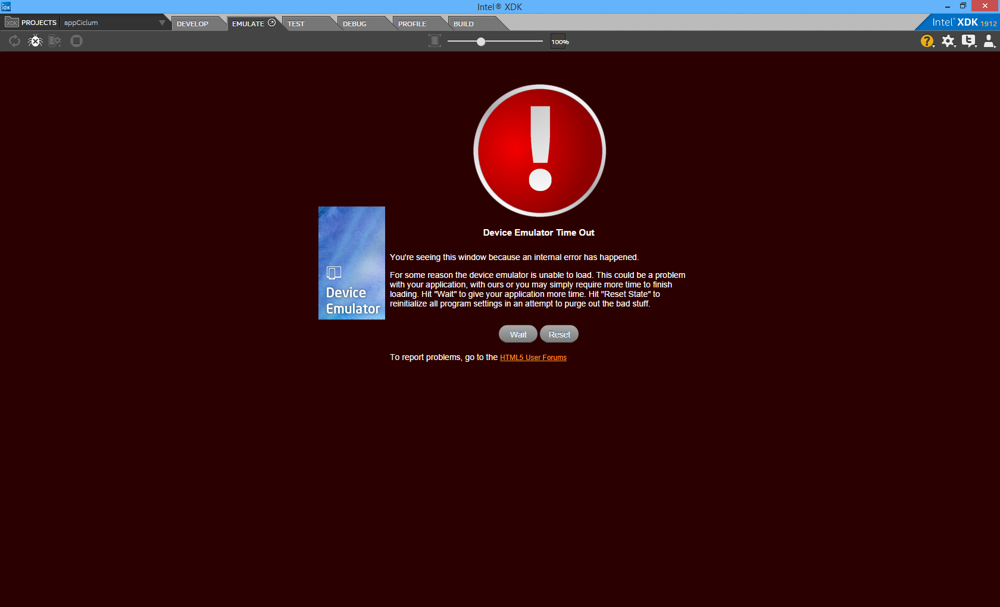 XDK
Intel® XDK
XDK
PROJECTS
appCiclum
DEVELOP
EMULATE
TEST
DEBUG
PROFILE
BUILD
Intel® XDK 1912
100%
?
Device Emulator Time Out
You're seeing this window because an internal error has happened.
For some reason the device emulator is unable to load. This could be a problem
with your application, with ours or you may simply require more time to finish
loading. Hit "Wait" to give your application more time. Hit "Reset State" to
reinitialize all program settings in an attempt to purge out the bad stuff.
Device
Emulator
Wait
Reset
To report problems, go to the HTML5 User Forums